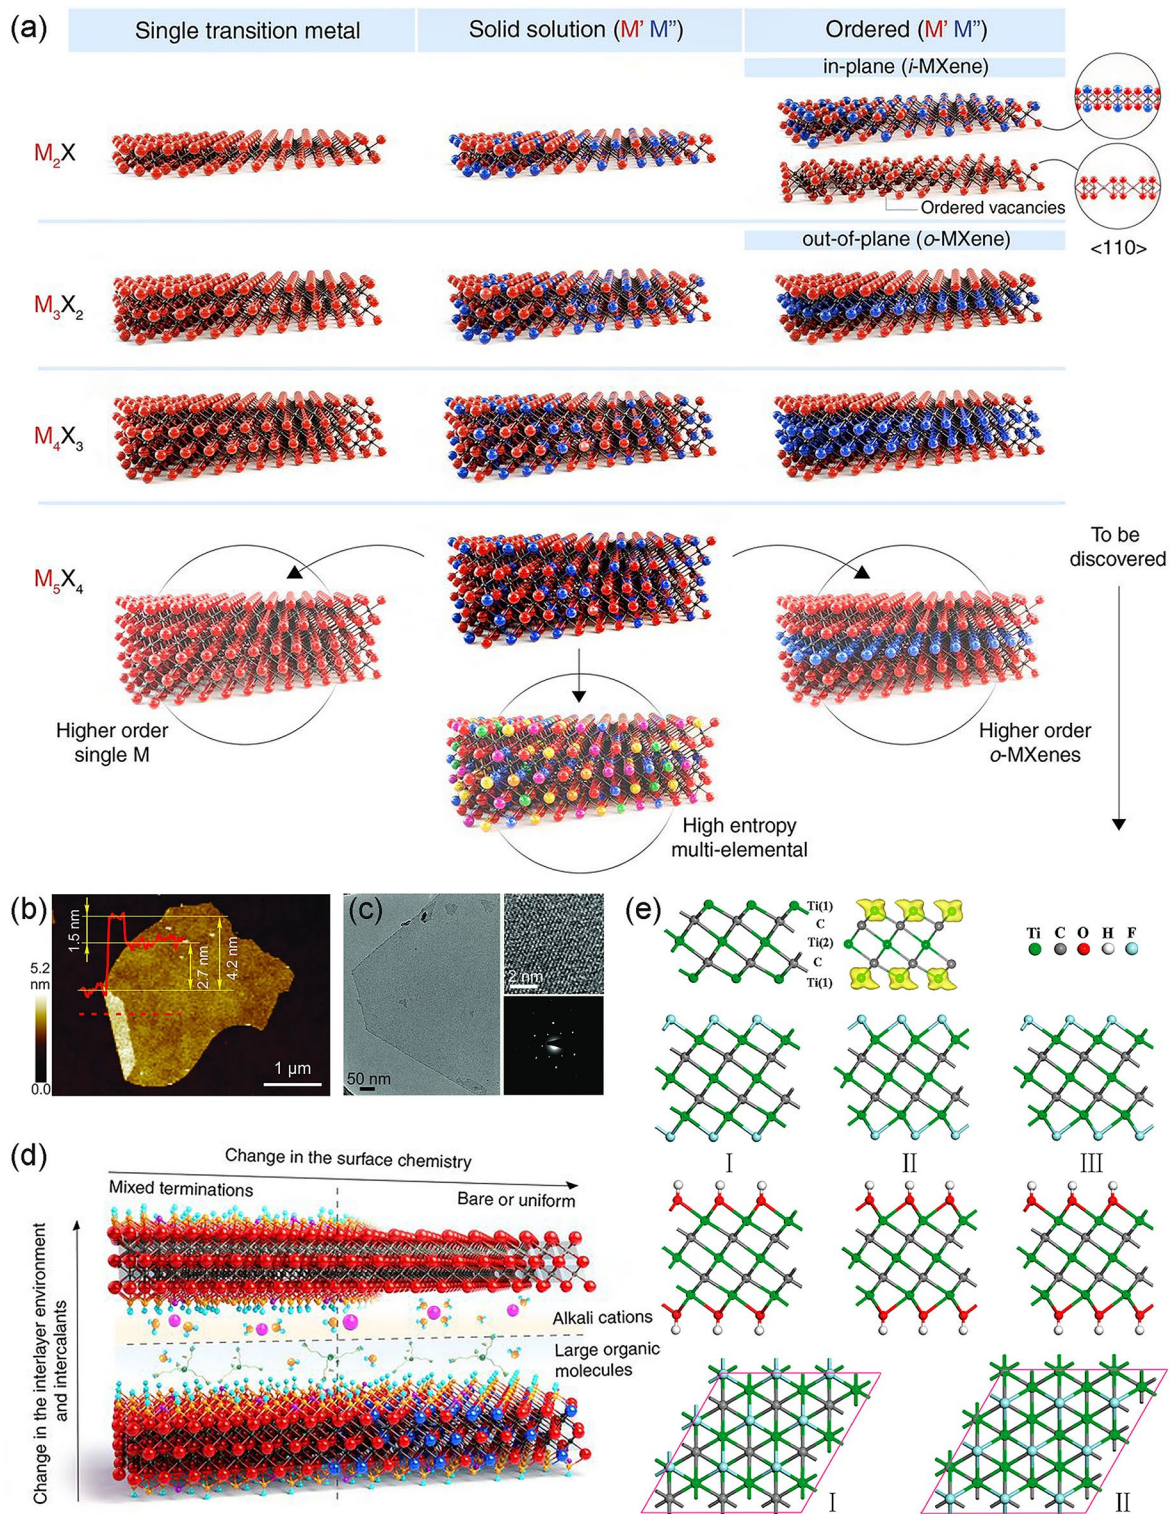 (a)
Single transition metal
Solid solution (M' M")
Ordered (M' M")
in-plane (i-MXene)
M2X
Ordered vacancies
<110>
out-of-plane (o-MXene)
M3X2
M4X3
M5X4
To be
discovered
Higher order
single M
Higher order
o-MXenes
High entropy
multi-elemental
(b)
1.5 nm
2.7 nm
4.2 nm
5.2
nm
0.0
1 µm
(c)
50 nm
2 nm
(d)
Change in the surface chemistry
Mixed terminations
Bare or uniform
Change in the interlayer environment
and intercalants
Alkali cations
Large organic
molecules
(e)
Ti(1)
C
Ti(2)
C
Ti(1)
Ti C O H F
I II III
I II